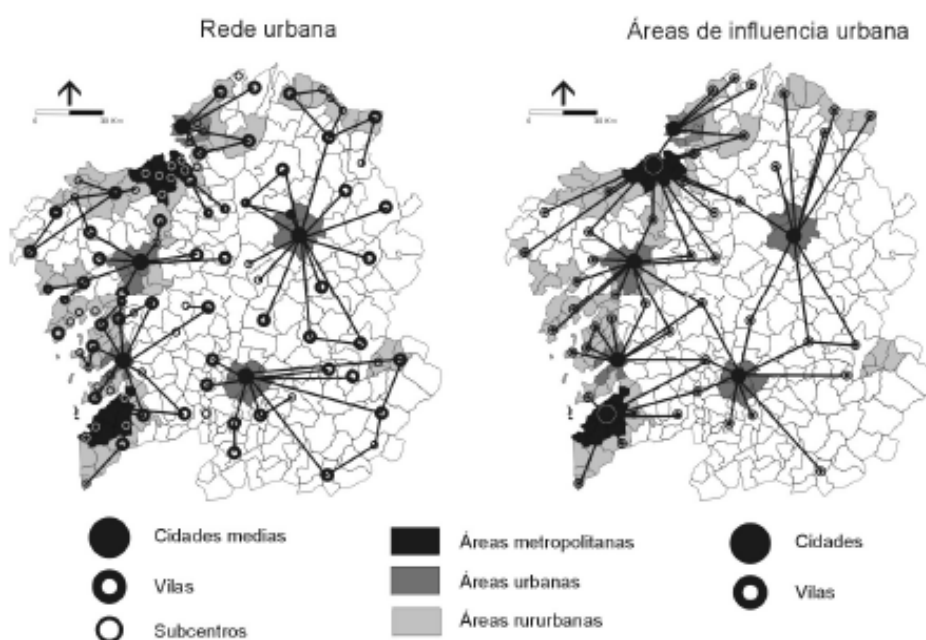 Rede urbana
Áreas de influencia urbana
Cidades medias
Vilas
Subcentros
Áreas metropolitanas
Áreas urbanas
Áreas rururbanas
Cidades
Vilas